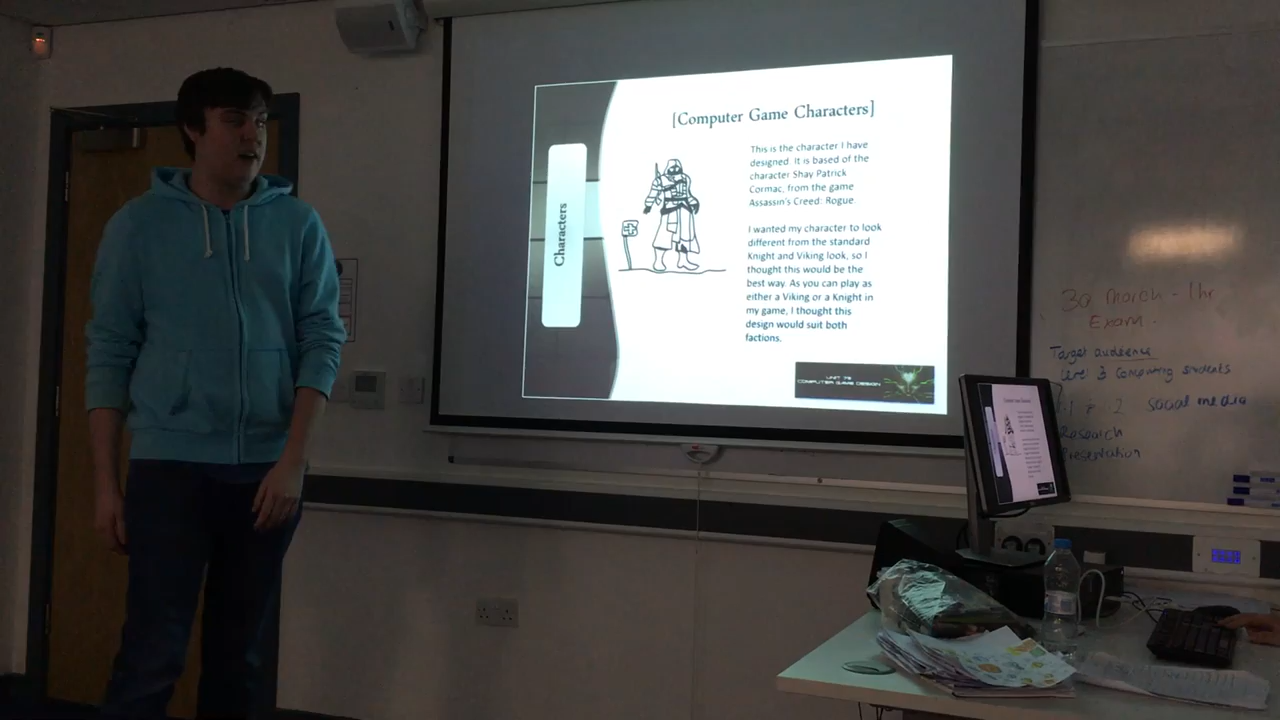 [Computer Game Characters]
Characters
This is the character I have
designed. It is based of the
character Shay Patrick
Cormac, from the game
Assassin's Creed: Rogue.
I wanted my character to look
different from the standard
Knight and Viking look, so I
thought this would be the
best way. As you can play as
either a Viking or a Knight in
my game, I thought this
design would suit both
factions.
UNIT 73
COMPUTER GAME DESIGN
March - 1hr
Exam
Target audience
Level 3 Computing students
social media
Research
Presentation